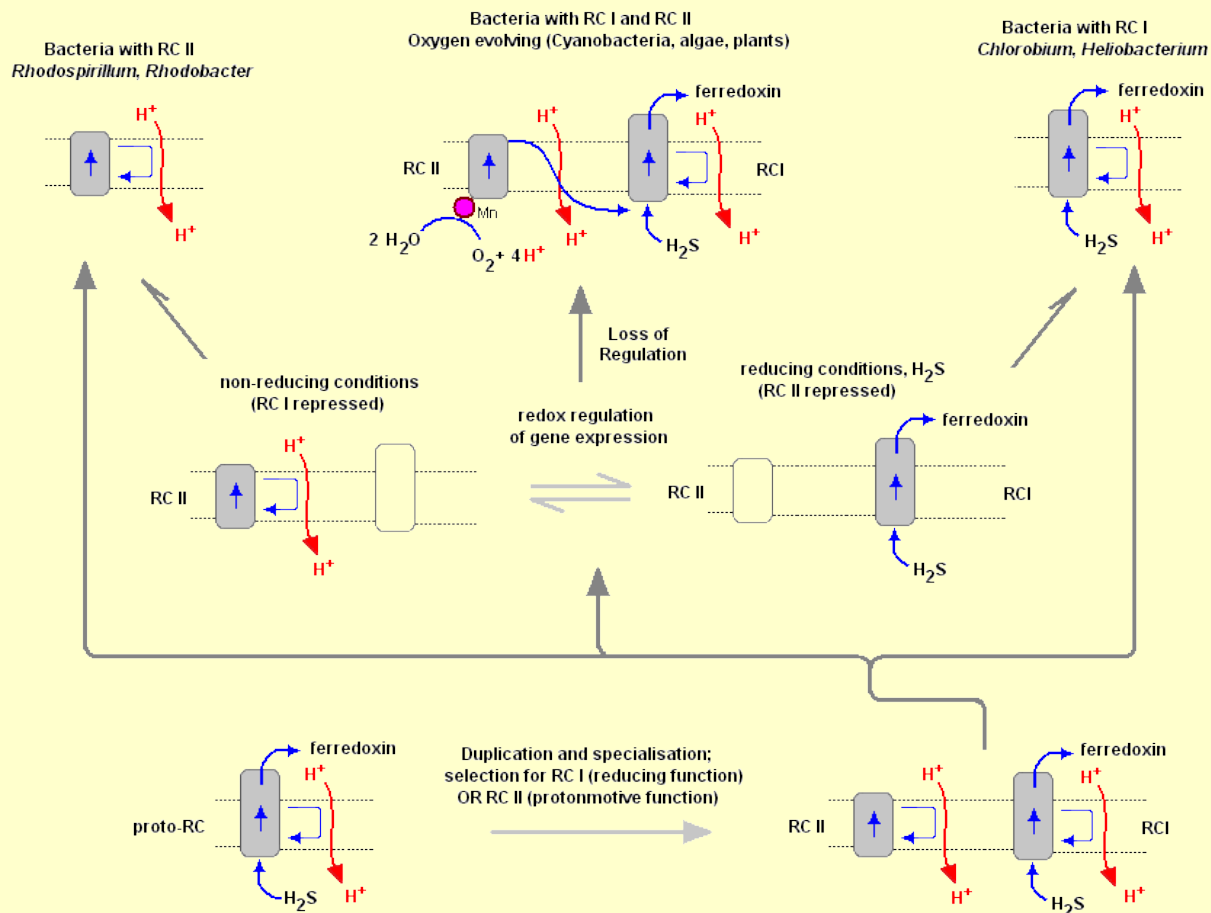 Bacteria with RC II
Rhodospirillum, Rhodobacter
H+
H+
Bacteria with RC I and RC II
Oxygen evolving (Cyanobacteria, algae, plants)
ferredoxin
H+
H+
RC II
RCI
Mn
2 H2O
O2+ 4 H+
H+
H2S
H+
Bacteria with RC I
Chlorobium, Heliobacterium
ferredoxin
H+
H2S
H+
Loss of
Regulation
non-reducing conditions
(RC I repressed)
H+
RC II
H+
redox regulation
of gene expression
reducing conditions, H2S
(RC II repressed)
ferredoxin
RC II
RCI
H2S
ferredoxin
H+
proto-RC
H2S
H+
Duplication and specialisation;
selection for RC I (reducing function)
OR RC II (protonmotive function)
ferredoxin
H+
H+
RC II
RCI
H+
H2S
H+